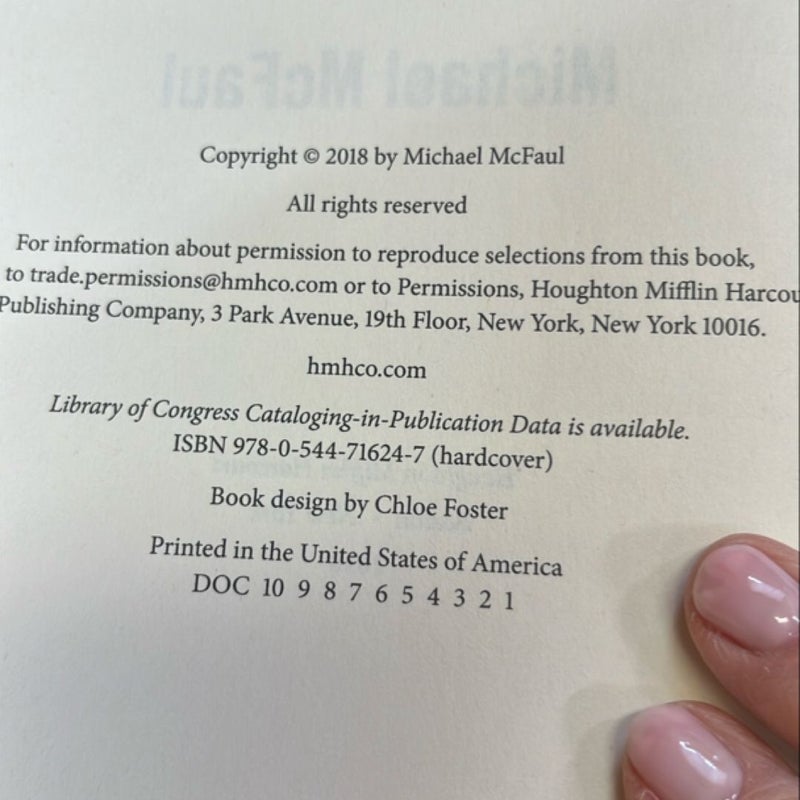 Michael McFaul
Copyright © 2018 by Michael McFaul
All rights reserved
For information about permission to reproduce selections from this book,
to trade.permissions@hmhco.com or to Permissions, Houghton Mifflin Harcou
Publishing Company, 3 Park Avenue, 19th Floor, New York, New York 10016.
hmhco.com
Library of Congress Cataloging-in-Publication Data is available.
ISBN 978-0-544-71624-7 (hardcover)
Book design by Chloe Foster
Printed in the United States of America
DOC 10 9 8 7 6 5 4 3 2 1